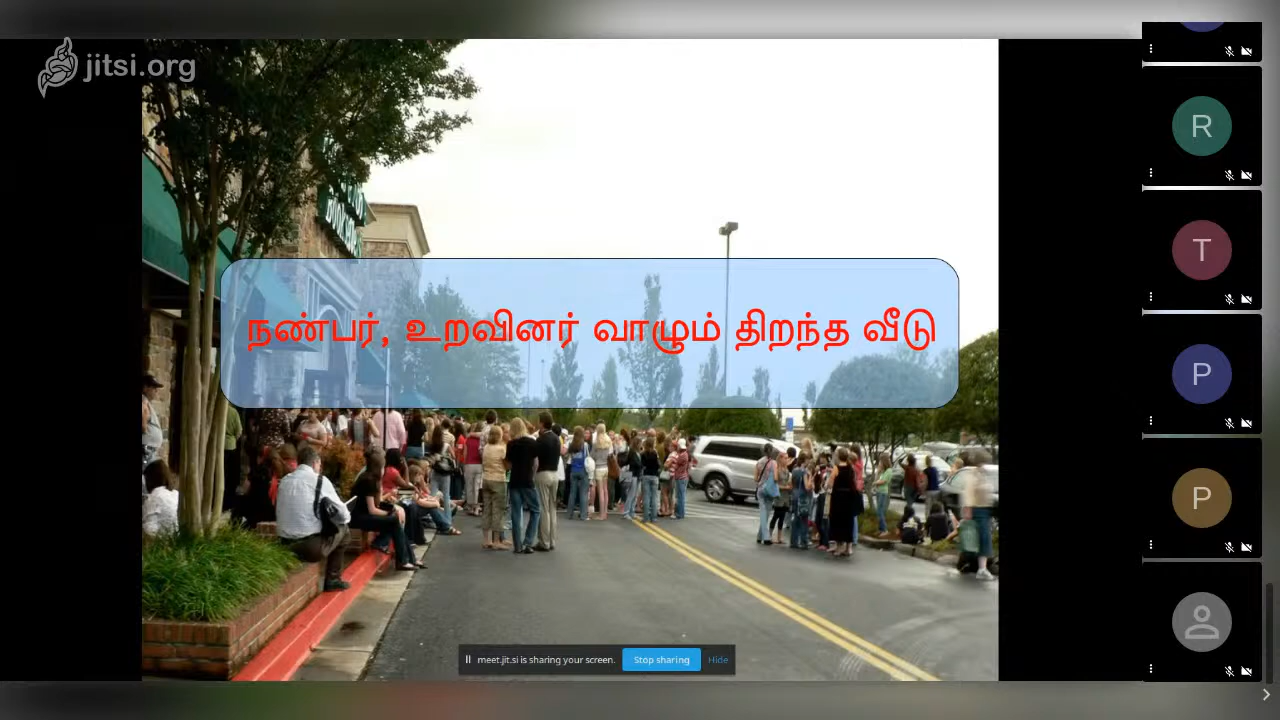 jitsi.org
நண்பர், உறவினர் வாழும் திறந்த வீடு
R
T
P
P
meet.jit.si is sharing your screen. Stop sharing Hide